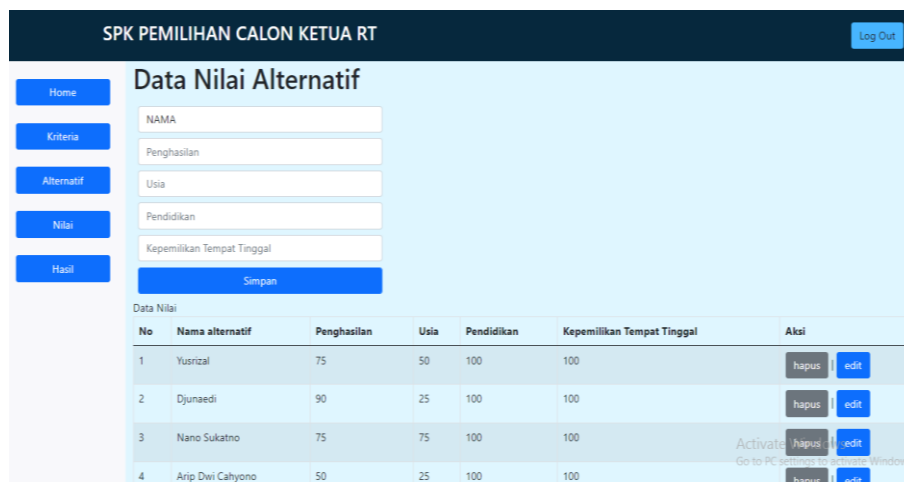 SPK PEMILIHAN CALON KETUA RT
Log Out
Home
Kriteria
Alternatif
Nilai
Hasil
Data Nilai Alternatif
NAMA
Penghasilan
Usia
Pendidikan
Kepemilikan Tempat Tinggal
Simpan
Data Nilai
No Nama alternatif Penghasilan Usia Pendidikan Kepemilikan Tempat Tinggal Aksi
1 Yusrizal 75 50 100 100 hapus | edit
2 Djunaedi 90 25 100 100 hapus | edit
3 Nano Sukatno 75 75 100 100 hapus | edit
4 Arip Dwi Cahyono 50 25 100 100 hapus | edit
Activate Windows
Go to PC settings to activate Window